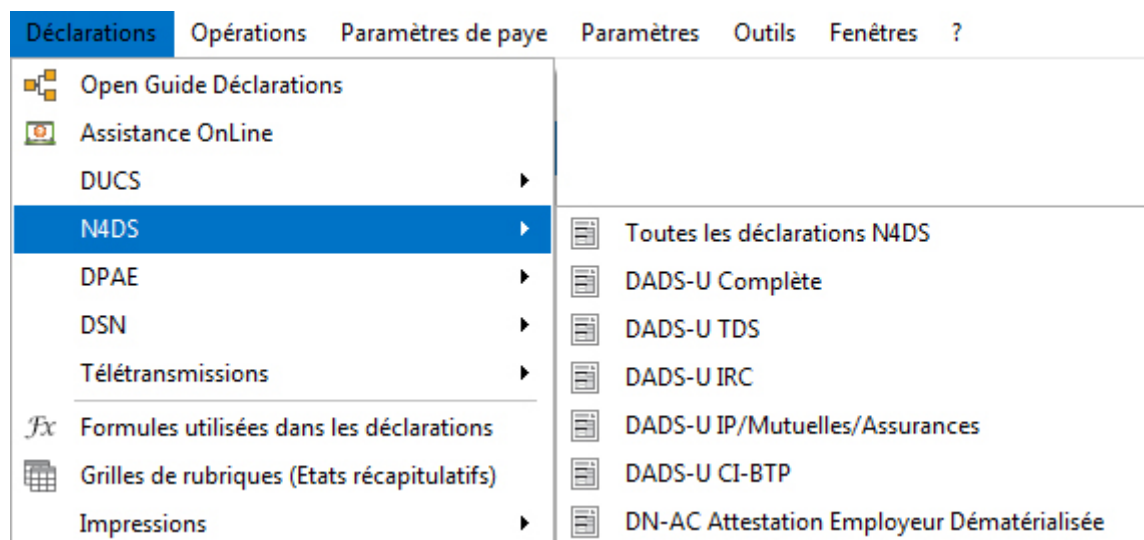 Déclarations Opérations Paramètres de paye Paramètres Outils Fenêtres ?
Open Guide Déclarations
Assistance OnLine
DUCS
N4DS
DPAE
DSN
Télétransmissions
Fx Formules utilisées dans les déclarations
Grilles de rubriques (Etats récapitulatifs)
Impressions
Toutes les déclarations N4DS
DADS-U Complète
DADS-U TDS
DADS-U IRC
DADS-U IP/Mutuelles/Assurances
DADS-U CI-BTP
DN-AC Attestation Employeur Dématérialisée